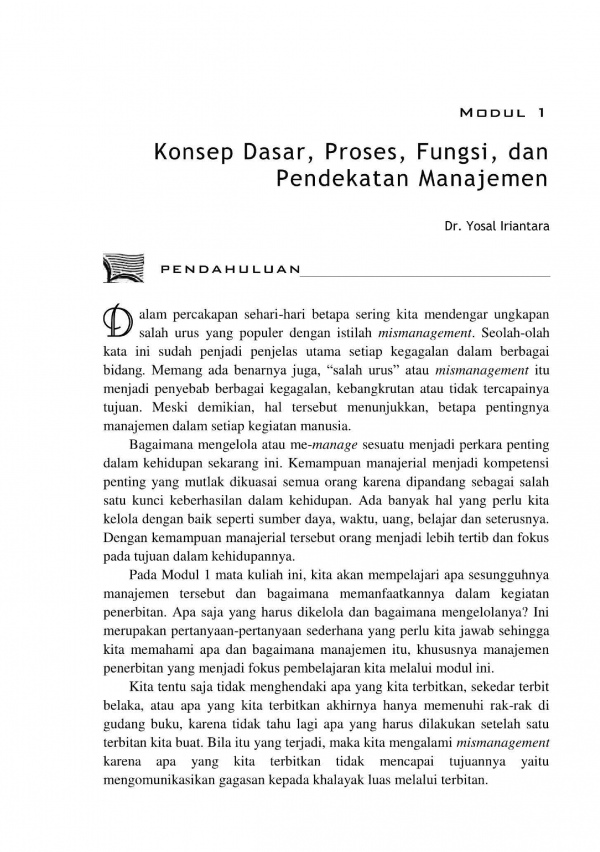 MODUL 1
Konsep Dasar, Proses, Fungsi, dan
Pendekatan Manajemen
Dr. Yosal Iriantara
PENDAHULUAN
Dalam percakapan sehari-hari betapa sering kita mendengar ungkapan
salah urus yang populer dengan istilah mismanagement. Seolah-olah
kata ini sudah penjadi penjelas utama setiap kegagalan dalam berbagai
bidang. Memang ada benarnya juga, “salah urus” atau mismanagement itu
menjadi penyebab berbagai kegagalan, kebangkrutan atau tidak tercapainya
tujuan. Meski demikian, hal tersebut menunjukkan, betapa pentingnya
manajemen dalam setiap kegiatan manusia.
Bagaimana mengelola atau me-manage sesuatu menjadi perkara penting
dalam kehidupan sekarang ini. Kemampuan manajerial menjadi kompetensi
penting yang mutlak dikuasai semua orang karena dipandang sebagai salah
satu kunci keberhasilan dalam kehidupan. Ada banyak hal yang perlu kita
kelola dengan baik seperti sumber daya, waktu, uang, belajar dan seterusnya.
Dengan kemampuan manajerial tersebut orang menjadi lebih tertib dan fokus
pada tujuan dalam kehidupannya.
Pada Modul 1 mata kuliah ini, kita akan mempelajari apa sesungguhnya
manajemen tersebut dan bagaimana memanfaatkannya dalam kegiatan
penerbitan. Apa saja yang harus dikelola dan bagaimana mengelolanya? Ini
merupakan pertanyaan-pertanyaan sederhana yang perlu kita jawab sehingga
kita memahami apa dan bagaimana manajemen itu, khususnya manajemen
penerbitan yang menjadi fokus pembelajaran kita melalui modul ini.
Kita tentu saja tidak menghendaki apa yang kita terbitkan, sekedar terbit
belaka, atau apa yang kita terbitkan akhirnya hanya memenuhi rak-rak di
gudang buku, karena tidak tahu lagi apa yang harus dilakukan setelah satu
terbitan kita buat. Bila itu yang terjadi, maka kita mengalami mismanagement
karena apa yang kita terbitkan tidak mencapai tujuannya yaitu
mengomunikasikan gagasan kepada khalayak luas melalui terbitan.